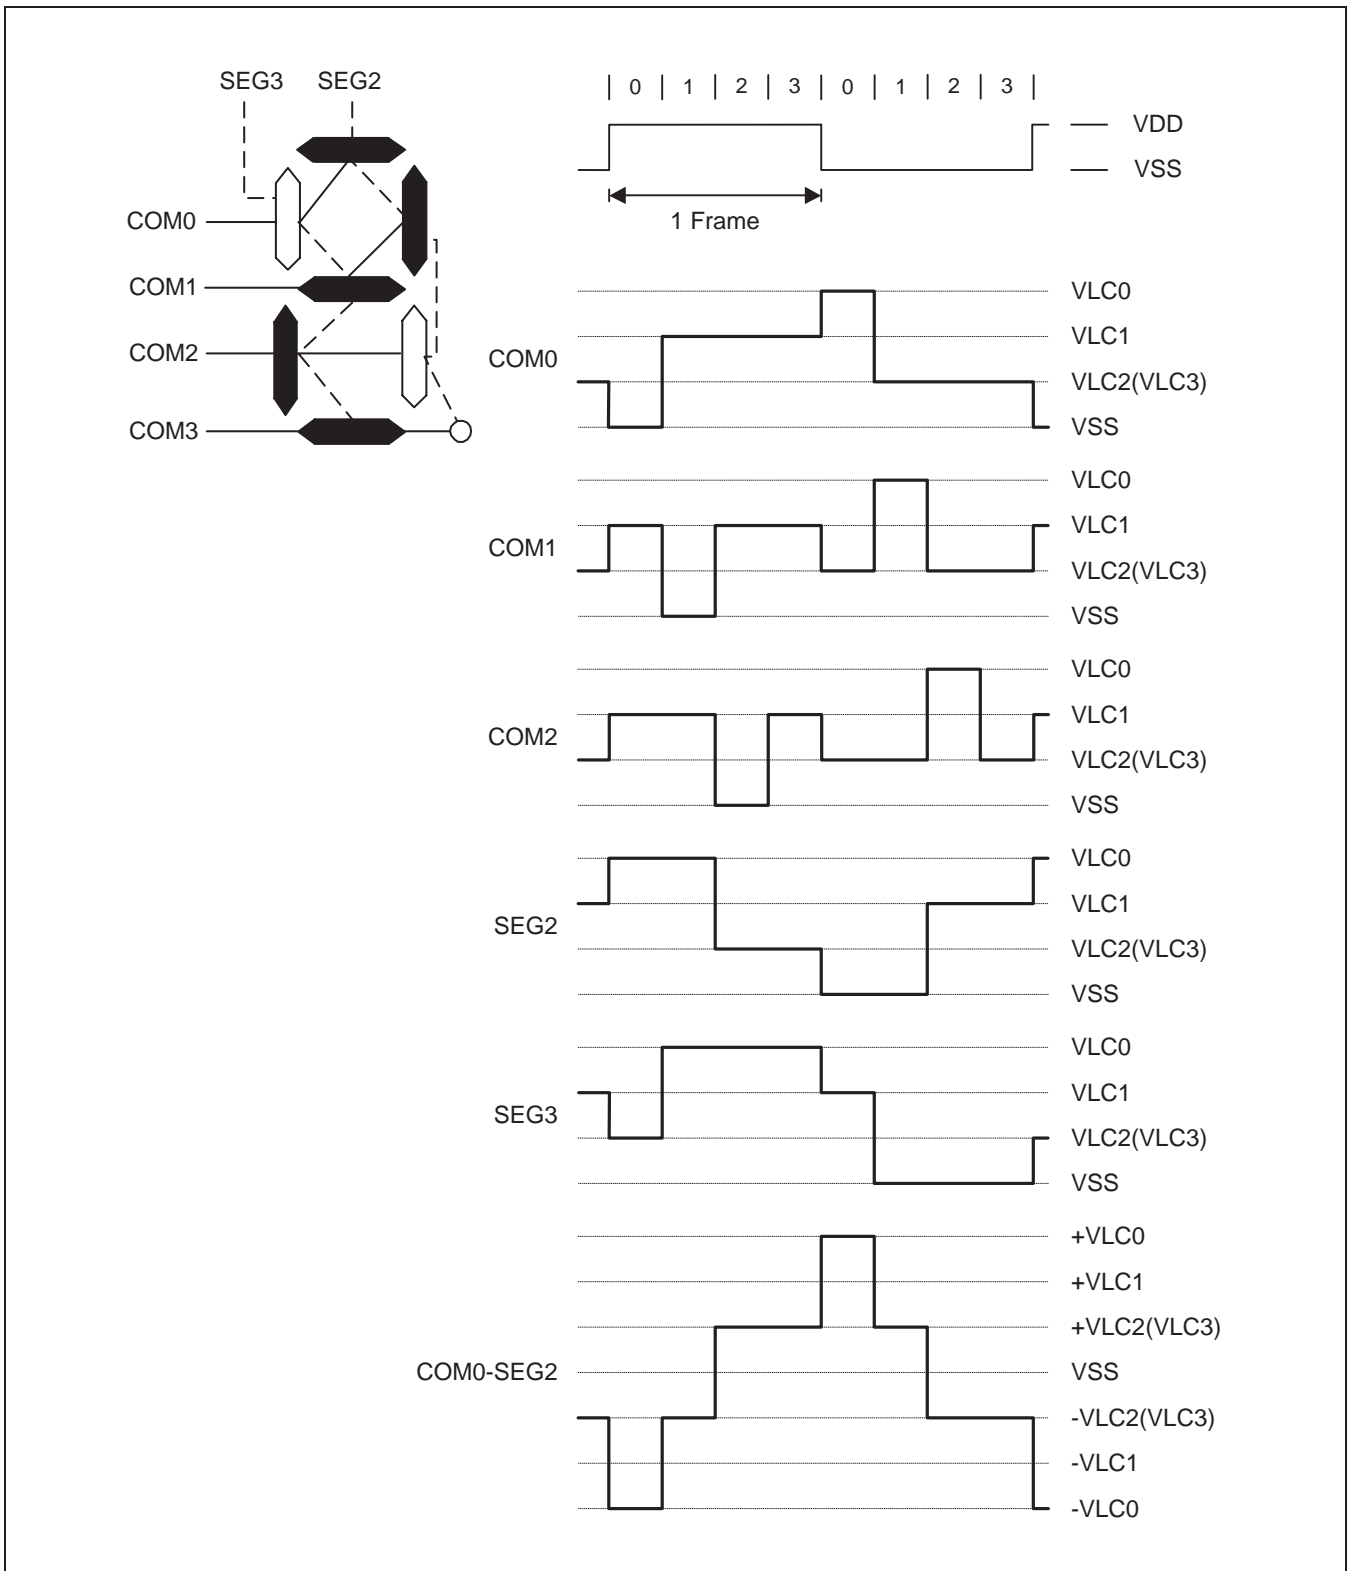 SEG3 SEG2
COM0
COM1
COM2
COM3
0 1 2 3 0 1 2 3
VDD
VSS
1 Frame
COM0
VLC0
VLC1
VLC2(VLC3)
VSS
COM1
VLC0
VLC1
VLC2(VLC3)
VSS
COM2
VLC0
VLC1
VLC2(VLC3)
VSS
SEG2
VLC0
VLC1
VLC2(VLC3)
VSS
SEG3
VLC0
VLC1
VLC2(VLC3)
VSS
COM0-SEG2
+VLC0
+VLC1
+VLC2(VLC3)
VSS
-VLC2(VLC3)
-VLC1
-VLC0